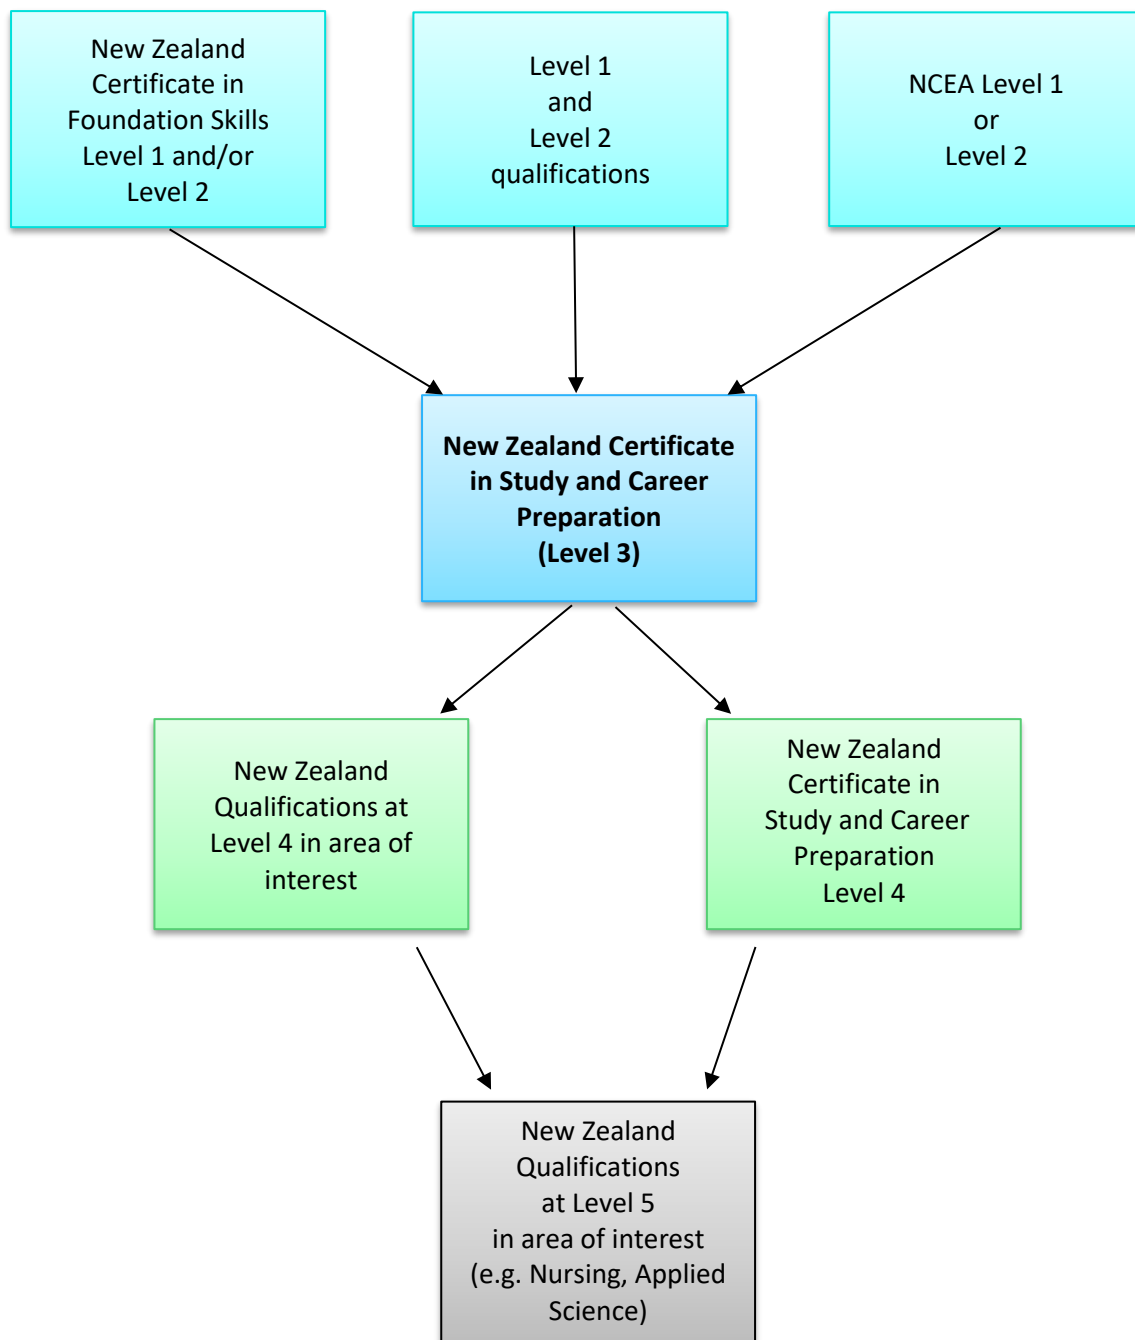 New Zealand
Certificate in
Foundation Skills
Level 1 and/or
Level 2
Level 1
and
Level 2
qualifications
NCEA Level 1
or
Level 2
New Zealand Certificate
in Study and Career
Preparation
(Level 3)
New Zealand
Qualifications at
Level 4 in area of
interest
New Zealand
Certificate in
Study and Career
Preparation
Level 4
New Zealand
Qualifications
at Level 5
in area of interest
(e.g. Nursing, Applied
Science)